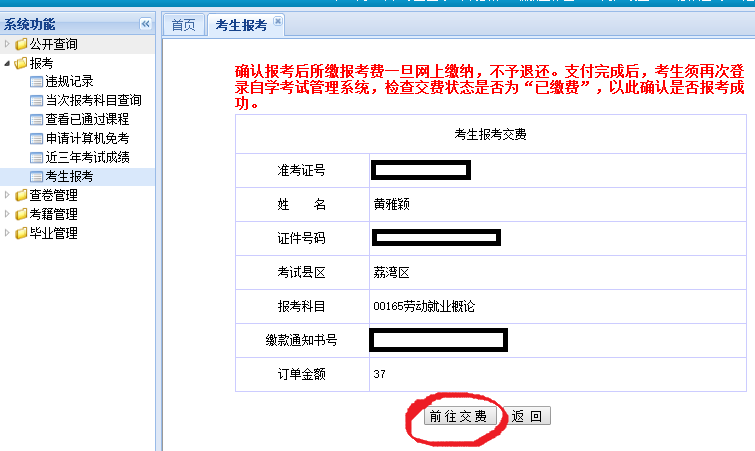 系统功能
首页
考生报考
公开查询
报考
违规记录
当次报考科目查询
查看已通过课程
申请计算机免考
近三年考试成绩
考生报考
查卷管理
考籍管理
毕业管理
确认报考后所缴报考费一旦网上缴纳，不予退还。支付完成后，考生须再次登
录自学考试管理系统，检查交费状态是否为“已缴费”，以此确认是否报考成
功。
考生报考交费
准考证号
姓 名 黄雅颖
证件号码
考试县区 荔湾区
报考科目 00165劳动就业概论
缴款通知书号
订单金额 37
前往交费 返 回